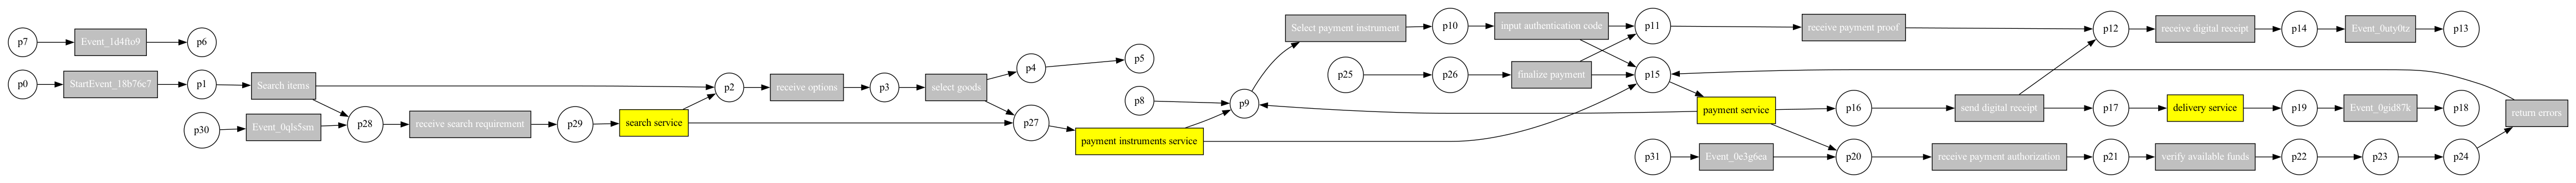 p7
Event_1d4fto9
p6
p0
StartEvent_18b76c7
p1
Search items
p30
Event_0qls5sm
p28
receive search requirement
p29
search service
p2
receive options
p3
select goods
p4
p5
p27
p8
payment instruments service
p9
Select payment instrument
p10
input authentication code
p11
receive payment proof
p12
receive digital receipt
p14
Event_0uty0tz
p13
p25
p26
finalize payment
p15
payment service
p16
send digital receipt
p17
delivery service
p19
Event_0gid87k
p18
return errors
p31
Event_0e3g6ea
p20
receive payment authorization
p21
verify available funds
p22
p23
p24